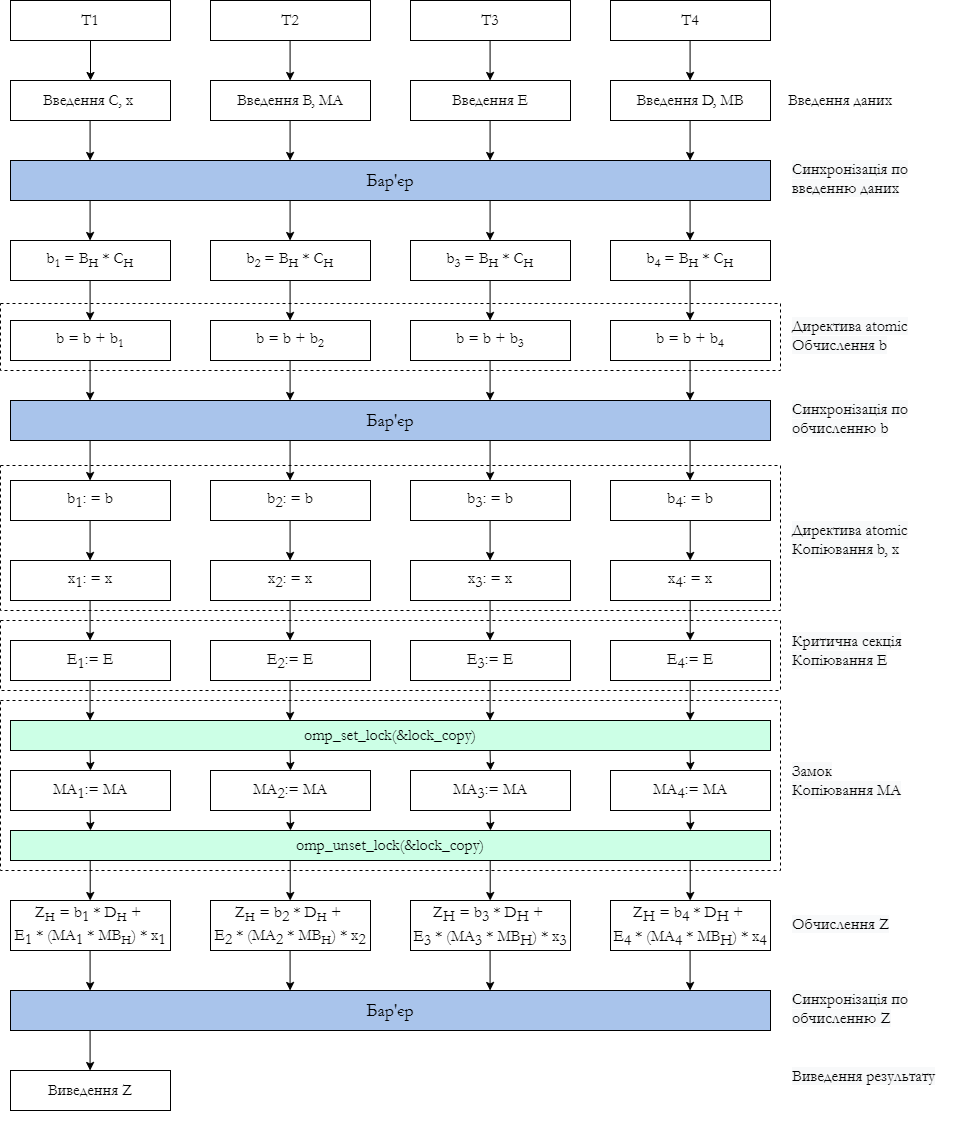 T1
T2
T3
T4
Введення C, x
Введення B, MA
Введення E
Введення D, MB
Введення даних
Бар'єр
Синхронізація по
введенню даних
b1 = BH * CH
b2 = BH * CH
b3 = BH * CH
b4 = BH * CH
b = b + b1
b = b + b2
b = b + b3
b = b + b4
Директива atomic
Обчислення b
Бар'єр
Синхронізація по
обчисленню b
b1: = b
b2: = b
b3: = b
b4: = b
x1: = x
x2: = x
x3: = x
x4: = x
Директива atomic
Копіювання b, x
E1:= E
E2:= E
E3:= E
E4:= E
Критична секція
Копіювання E
omp_set_lock(&lock_copy)
MA1:= MA
MA2:= MA
MA3:= MA
MA4:= MA
Замок
Копіювання MA
omp_unset_lock(&lock_copy)
ZH = b1 * DH +
E1 * (MA1 * MBH) * x1
ZH = b2 * DH +
E2 * (MA2 * MBH) * x2
ZH = b3 * DH +
E3 * (MA3 * MBH) * x3
ZH = b4 * DH +
E4 * (MA4 * MBH) * x4
Обчислення Z
Бар'єр
Синхронізація по
обчисленню Z
Виведення Z
Виведення результату